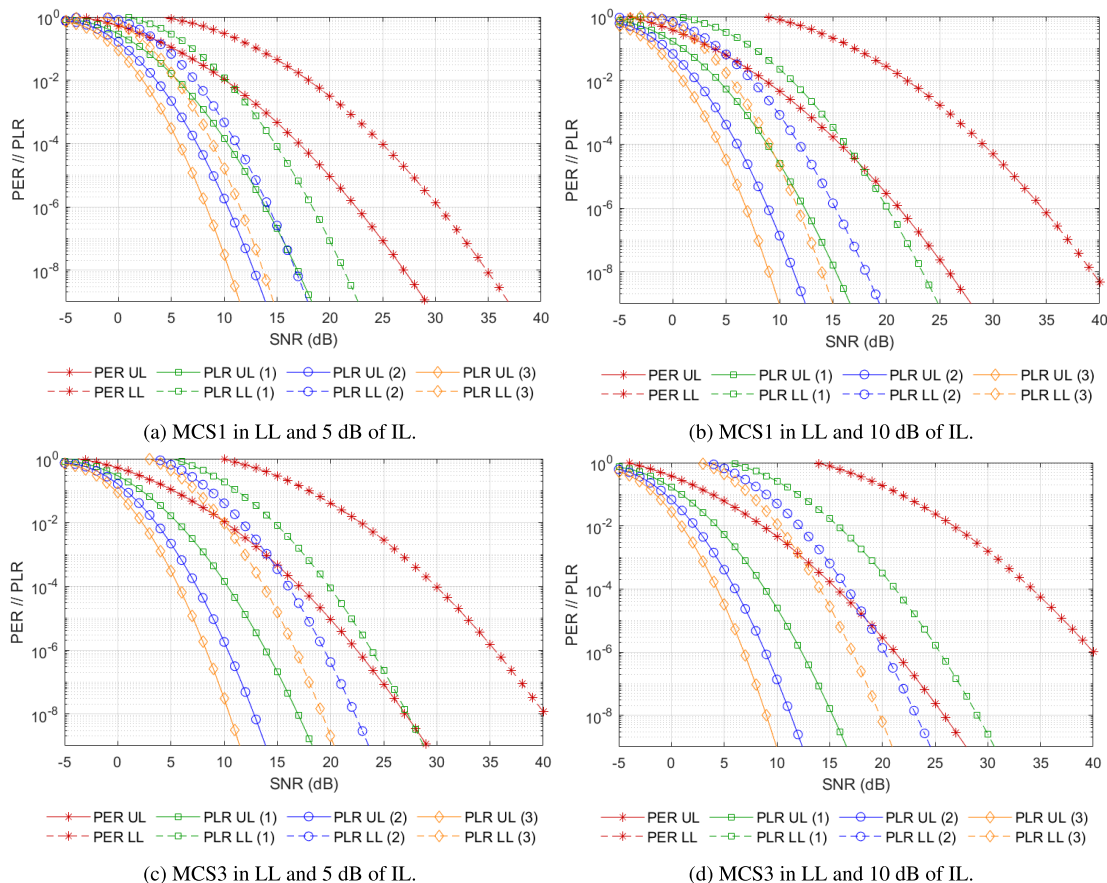 10^0
10^-2
10^-4
10^-6
10^-8
PER // PLR
-5 0 5 10 15 20 25 30 35 40
SNR (dB)
PER UL PLR UL (1) PLR UL (2) PLR UL (3)
PER LL PLR LL (1) PLR LL (2) PLR LL (3)
(a) MCS1 in LL and 5 dB of IL.
10^0
10^-2
10^-4
10^-6
10^-8
PER // PLR
-5 0 5 10 15 20 25 30 35 40
SNR (dB)
PER UL PLR UL (1) PLR UL (2) PLR UL (3)
PER LL PLR LL (1) PLR LL (2) PLR LL (3)
(b) MCS1 in LL and 10 dB of IL.
10^0
10^-2
10^-4
10^-6
10^-8
PER // PLR
-5 0 5 10 15 20 25 30 35 40
SNR (dB)
PER UL PLR UL (1) PLR UL (2) PLR UL (3)
PER LL PLR LL (1) PLR LL (2) PLR LL (3)
(c) MCS3 in LL and 5 dB of IL.
10^0
10^-2
10^-4
10^-6
10^-8
PER // PLR
-5 0 5 10 15 20 25 30 35 40
SNR (dB)
PER UL PLR UL (1) PLR UL (2) PLR UL (3)
PER LL PLR LL (1) PLR LL (2) PLR LL (3)
(d) MCS3 in LL and 10 dB of IL.